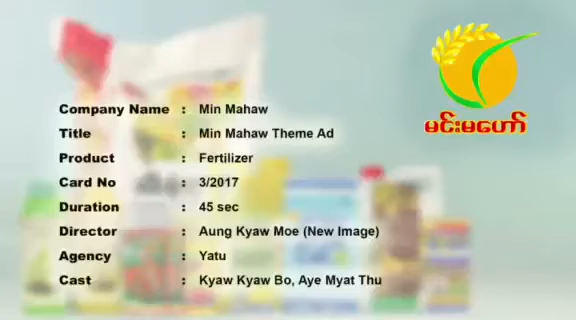 Company Name : Min Mahaw
Title : Min Mahaw Theme Ad
Product : Fertilizer
Card No : 3/2017
Duration : 45 sec
Director : Aung Kyaw Moe (New Image)
Agency : Yatu
Cast : Kyaw Kyaw Bo, Aye Myat Thu
မင်းမဟော်